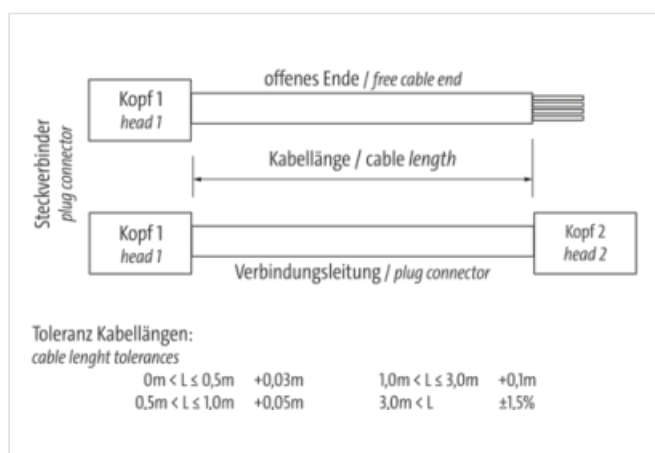 offenes Ende / free cable end
Kopf 1
head 1
Kabellänge / cable length
Steckverbinder
plug connector
Kopf 1
head 1
Kopf 2
head 2
Verbindungsleitung / plug connector
Toleranz Kabellängen:
cable lenght tolerances
0m < L ≤ 0,5m +0,03m 1,0m < L ≤ 3,0m +0,1m
0.5m < L ≤ 1.0m +0.05m 3.0m < L ±1.5%